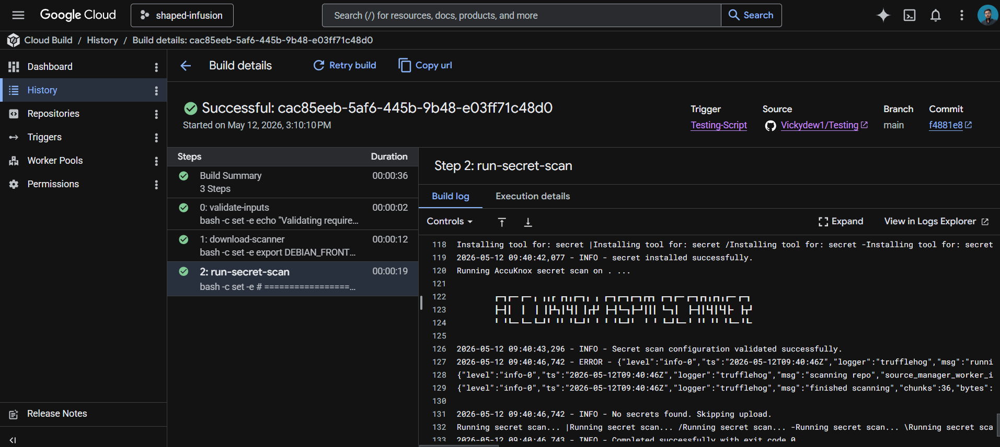 Google Cloud
shaped-infusion
Search (/) for resources, docs, products, and more
Search
Cloud Build / History / Build details: cac85eeb-5af6-445b-9b48-e03ff71c48d0
Dashboard
History
Repositories
Triggers
Worker Pools
Permissions
Release Notes
Build details
Retry build
Copy url
Successful: cac85eeb-5af6-445b-9b48-e03ff71c48d0
Started on May 12, 2026, 3:10:10 PM
Trigger
Testing-Script
Source
Vickydew1/Testing
Branch
main
Commit
f4881e8
Steps Duration
Build Summary 00:00:36
3 Steps
0: validate-inputs 00:00:02
bash -c set -e echo "Validating require...
1: download-scanner 00:00:12
bash -c set -e export DEBIAN_FRONT...
2: run-secret-scan 00:00:19
bash -c set -e # =================...
Step 2: run-secret-scan
Build log Execution details
Controls
Expand
View in Logs Explorer
118 Installing tool for: secret |Installing tool for: secret /Installing tool for: secret -Installing tool for: secret
119 2026-05-12 09:40:42,077 - INFO - secret installed successfully.
120 Running AccuKnox secret scan on . ...
121
122
123 ACCUKNOX ASPM SCANNER
124
125
126 2026-05-12 09:40:43,296 - INFO - Secret scan configuration validated successfully.
127 2026-05-12 09:40:46,742 - ERROR - {"level":"info-0","ts":"2026-05-12T09:40:46Z","logger":"trufflehog","msg":"runni
128 {"level":"info-0","ts":"2026-05-12T09:40:46Z","logger":"trufflehog","msg":"scanning repo","source_manager_worker_i
129 {"level":"info-0","ts":"2026-05-12T09:40:46Z","logger":"trufflehog","msg":"finished scanning","chunks":36,"bytes":
130
131 2026-05-12 09:40:46,742 - INFO - No secrets found. Skipping upload.
132 Running secret scan... |Running secret scan... /Running secret scan... -Running secret scan... \Running secret sca
133 2026-05-12 09:40:46,743 - INFO - Completed successfully with exit code 0